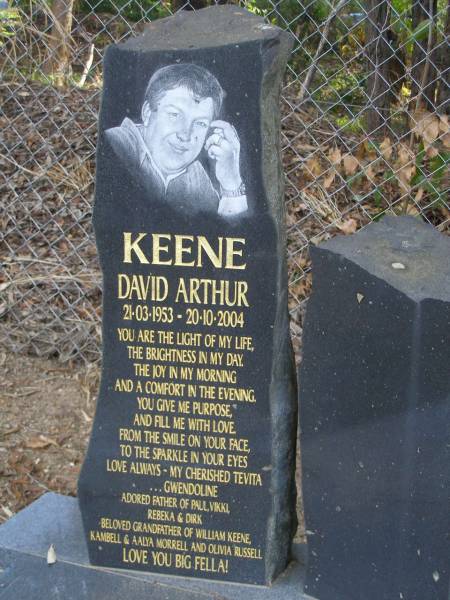 KEENE
DAVID ARTHUR
21·03·1953 - 20·10·2004
YOU ARE THE LIGHT OF MY LIFE,
THE BRIGHTNESS IN MY DAY.
THE JOY IN MY MORNING
AND A COMFORT IN THE EVENING.
YOU GIVE ME PURPOSE,
AND FILL ME WITH LOVE.
FROM THE SMILE ON YOUR FACE,
TO THE SPARKLE IN YOUR EYES
LOVE ALWAYS - MY CHERISHED TEVITA
...GWENDOLINE
ADORED FATHER OF PAUL, VIKKI,
REBEKA & DIRK
BELOVED GRANDFATHER OF WILLIAM KEENE,
KAMBELL & AALYA MORRELL AND OLIVIA RUSSELL
LOVE YOU BIG FELLA!